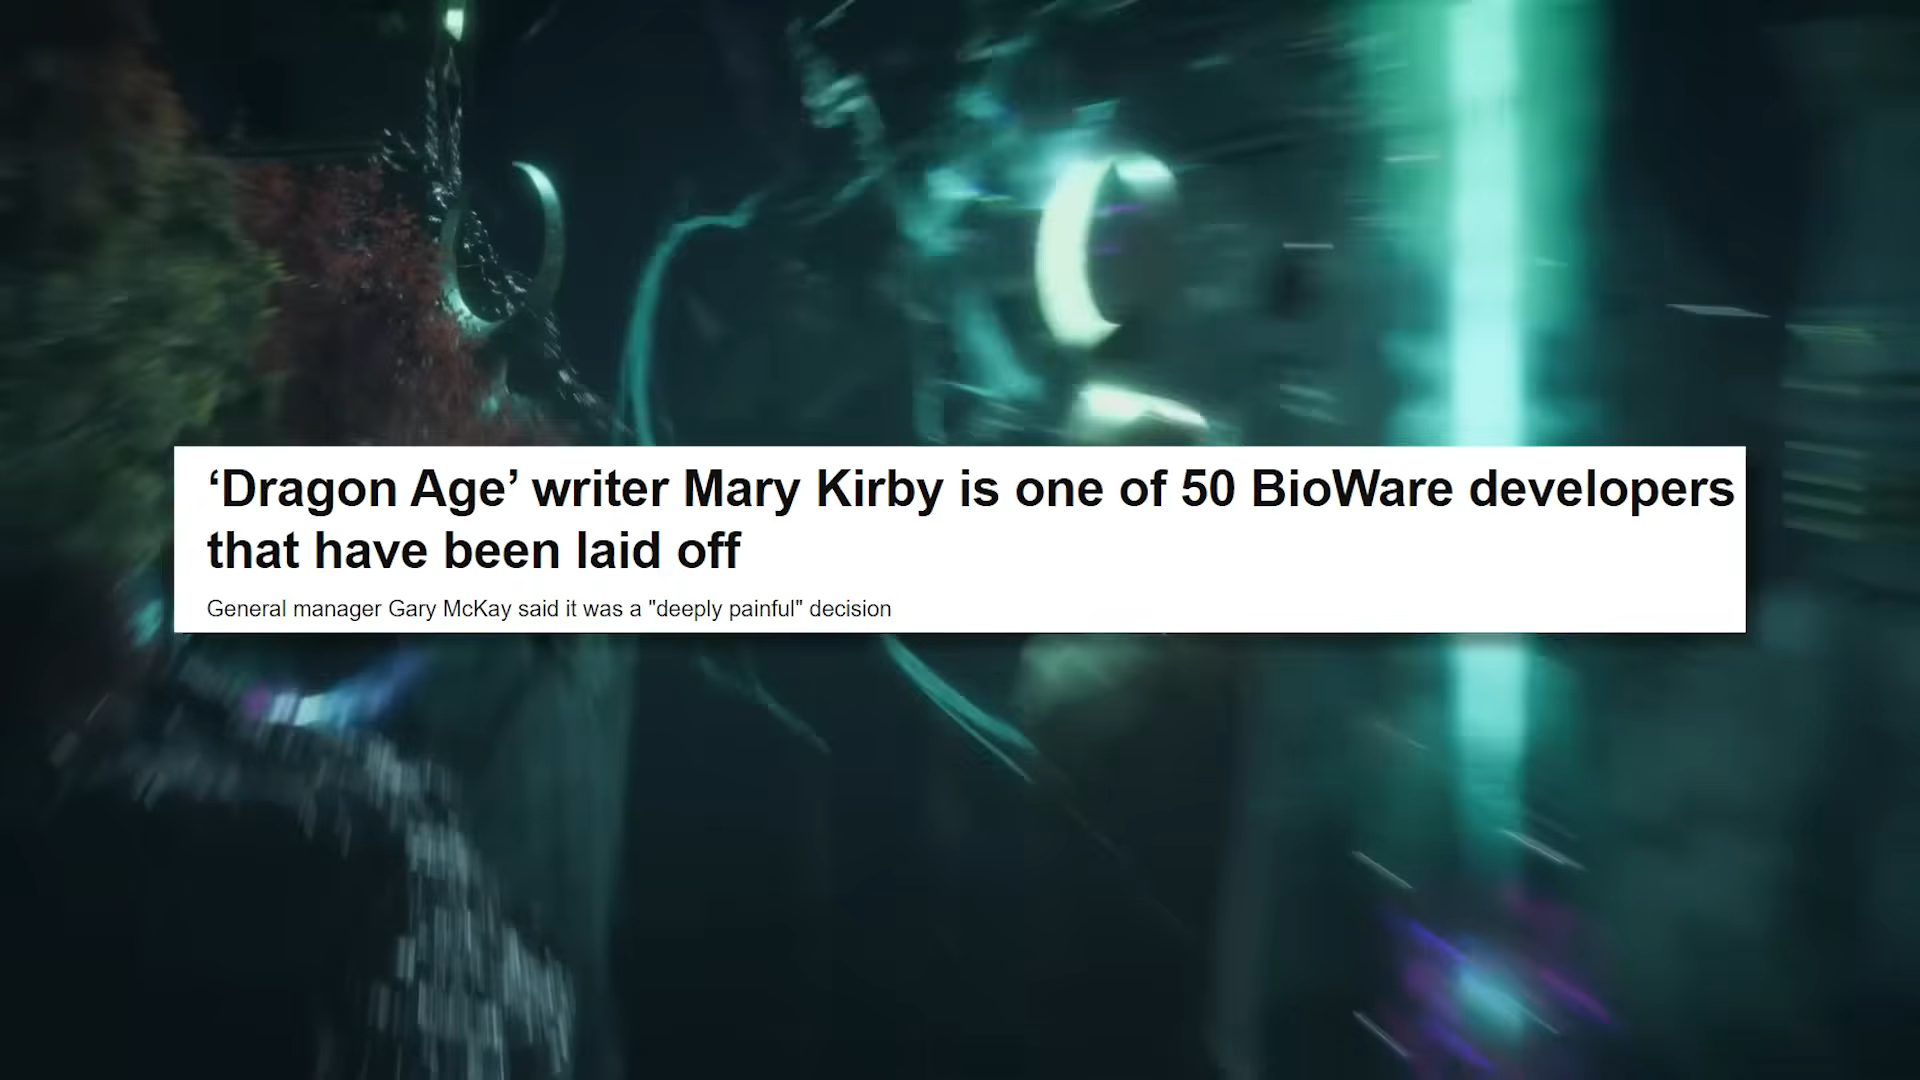 ‘Dragon Age’ writer Mary Kirby is one of 50 BioWare developers
that have been laid off
General manager Gary McKay said it was a "deeply painful" decision